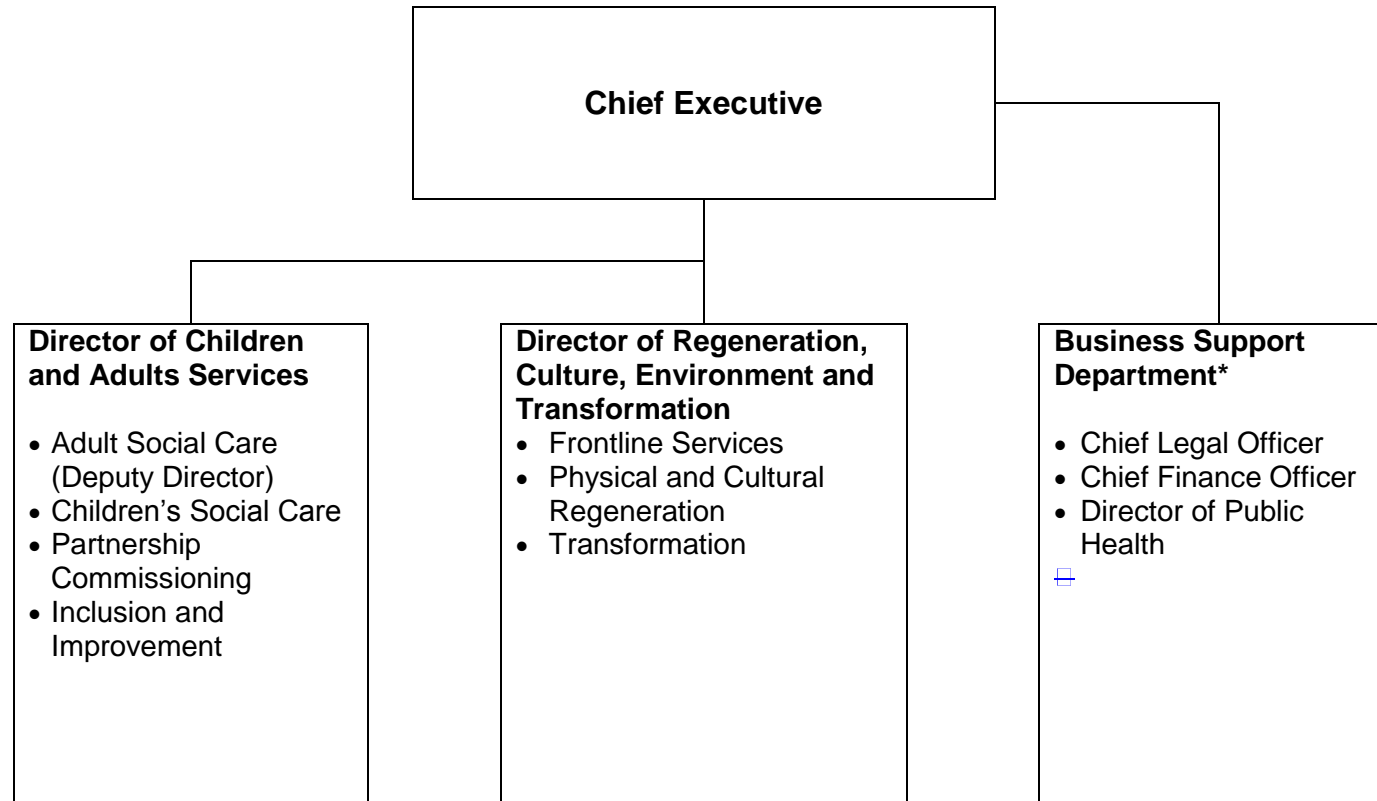 Chief Executive
Director of Children
and Adults Services
• Adult Social Care
(Deputy Director)
• Children's Social Care
• Partnership
Commissioning
• Inclusion and
Improvement
Director of Regeneration,
Culture, Environment and
Transformation
• Frontline Services
• Physical and Cultural
Regeneration
• Transformation
Business Support
Department*
• Chief Legal Officer
• Chief Finance Officer
• Director of Public
Health